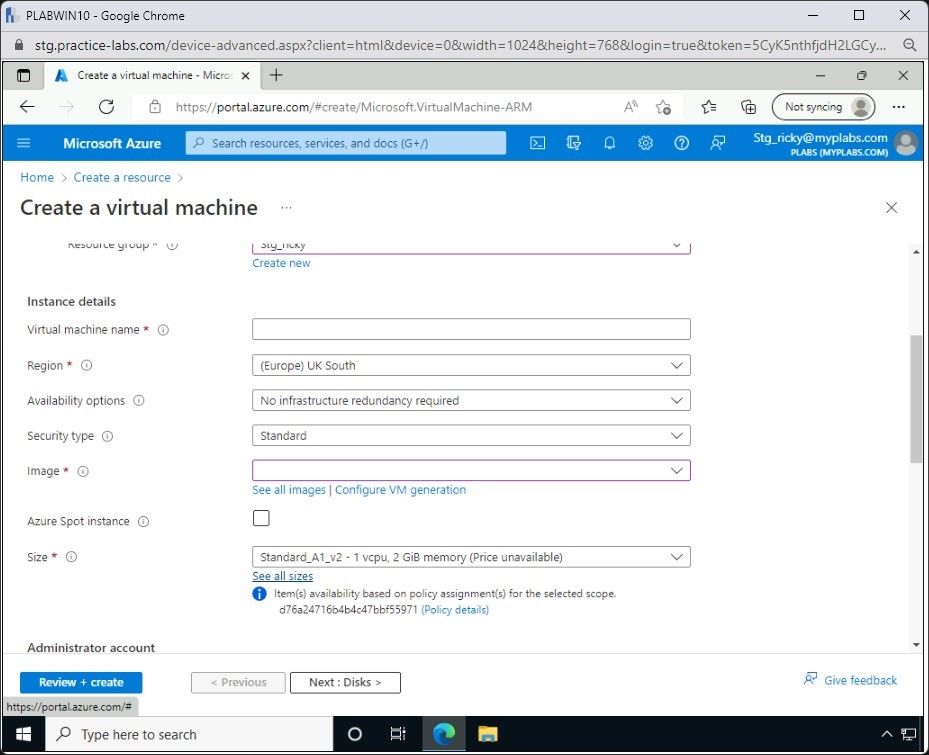 PLABWIN10 - Google Chrome
stg.practice-labs.com/device-advanced.aspx?client=html&device=0&width=1024&height=768&login=true&token=5CyK5nthfjdH2LGCy...
Create a virtual machine - Micro
https://portal.azure.com/#create/Microsoft.VirtualMachine-ARM
Not syncing
Microsoft Azure
Search resources, services, and docs (G+/)
Stg_ricky@myplabs.com
PLABS (MYPLABS.COM)
Home > Create a resource >
Create a virtual machine ...
Resource group *
Stg_ricky
Create new
Instance details
Virtual machine name *
Region *
(Europe) UK South
Availability options
No infrastructure redundancy required
Security type
Standard
Image *
See all images | Configure VM generation
Azure Spot instance
Size *
Standard_A1_v2 - 1 vcpu, 2 GiB memory (Price unavailable)
See all sizes
Item(s) availability based on policy assignment(s) for the selected scope.
d76a24716b4b4c47bbf55971 (Policy details)
Administrator account
Review + create
< Previous
Next : Disks >
Give feedback
https://portal.azure.com/#
Type here to search